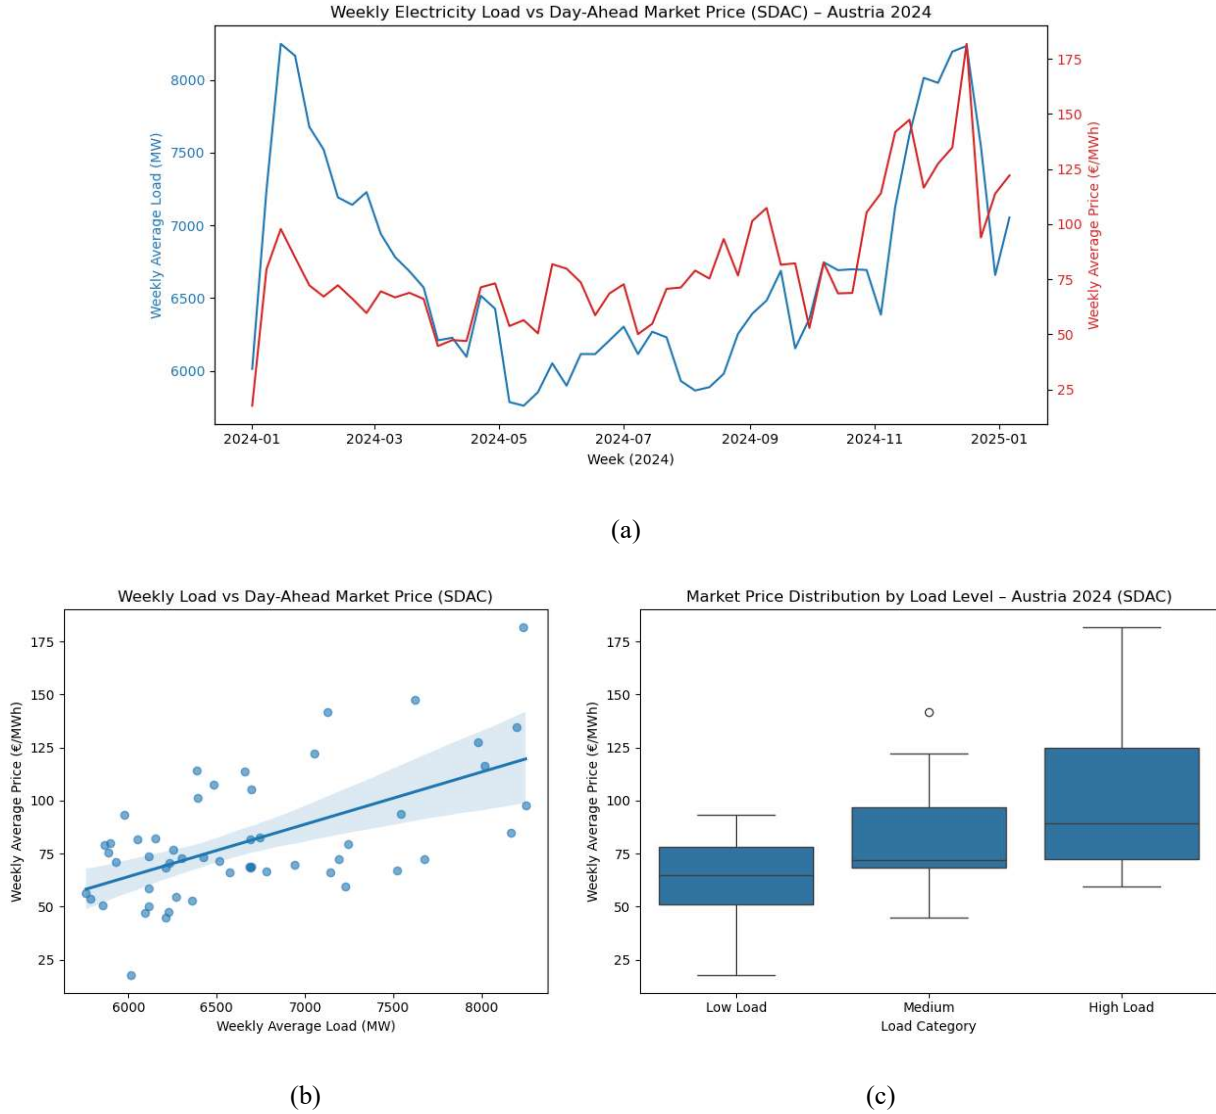 Weekly Electricity Load vs Day-Ahead Market Price (SDAC) – Austria 2024
Weekly Average Load (MW)
8000
7500
7000
6500
6000
175
150
125
100
75
50
25
Weekly Average Price (€/MWh)
2024-01 2024-03 2024-05 2024-07 2024-09 2024-11 2025-01
Week (2024)
(a)
Weekly Load vs Day-Ahead Market Price (SDAC)
Weekly Average Price (€/MWh)
175
150
125
100
75
50
25
6000 6500 7000 7500 8000
Weekly Average Load (MW)
(b)
Market Price Distribution by Load Level – Austria 2024 (SDAC)
Weekly Average Price (€/MWh)
175
150
125
100
75
50
25
Low Load Medium High Load
Load Category
(c)